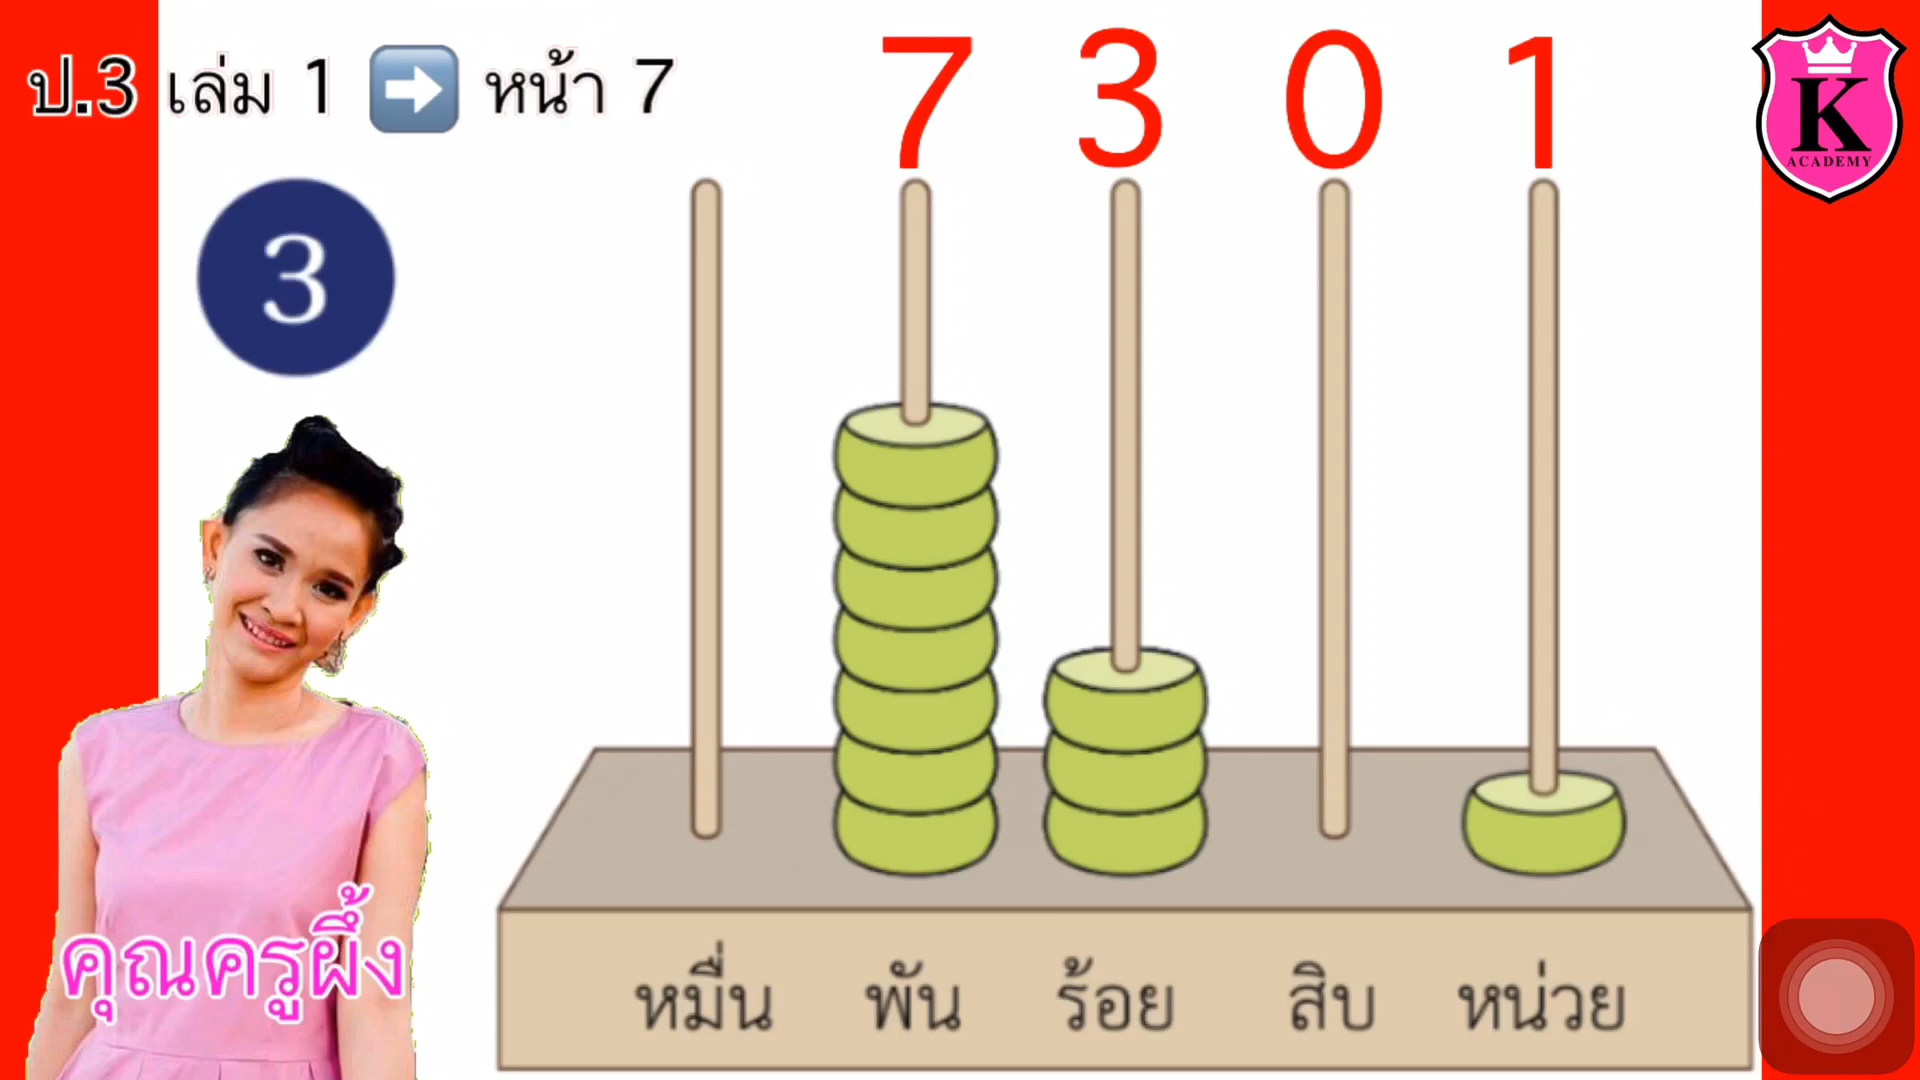 ป.3 เล่ม 1 ➡ หน้า 7
7 3 0 1
K
ACADEMY
3
คุณครูผึ้ง
หมื่น พัน ร้อย สิบ หน่วย